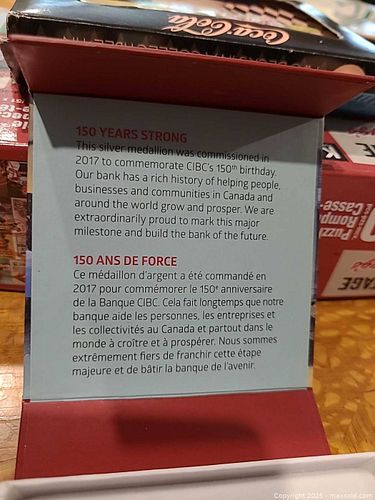 Coca-Cola
150 YEARS STRONG
This silver medallion was commissioned in
2017 to commemorate CIBC's 150th birthday.
Our bank has a rich history of helping people,
businesses and communities in Canada and
around the world grow and prosper. We are
extraordinarily proud to mark this major
milestone and build the bank of the future.
150 ANS DE FORCE
Ce médaillon d'argent a été commandé en
2017 pour commémorer le 150e anniversaire
de la Banque CIBC. Cela fait longtemps que notre
banque aide les personnes, les entreprises et
les collectivités au Canada et partout dans le
monde à croître et à prospérer. Nous sommes
extrêmement fiers de franchir cette étape
majeure et de bâtir la banque de l'avenir.
Casse-
TAGE
Copyright 2025 - maxsold.com